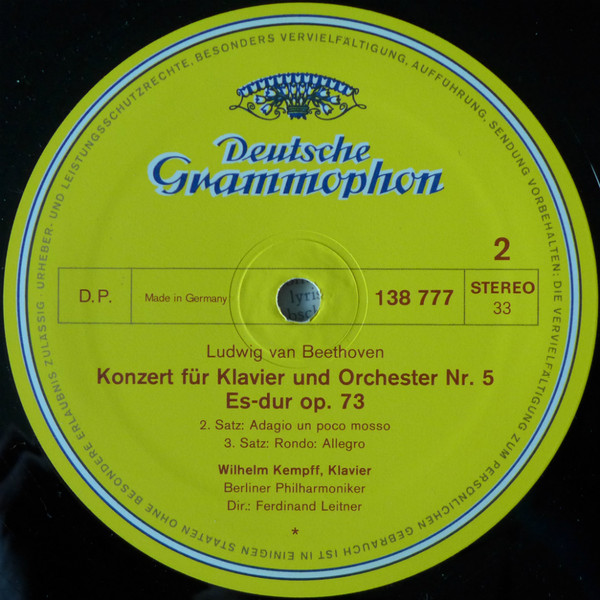 URHEBER- UND LEISTUNGSSCHUTZRECHTE, BESONDERS VERVIELFÄLTIGUNG, AUFFÜHRUNG, SENDUNG VORBEHALTEN; DIE VERVIELFÄLTIGUNG ZUM PERSÖNLICHEN GEBRAUCH IST IN EINIGEN STAATEN OHNE BESONDERE ERLAUBNIS ZULÄSSIG ·
Deutsche
Grammophon
2
D.P.
Made in Germany
138 777
STEREO
33
Ludwig van Beethoven
Konzert für Klavier und Orchester Nr. 5
Es-dur op. 73
2. Satz: Adagio un poco mosso
3. Satz: Rondo: Allegro
Wilhelm Kempff, Klavier
Berliner Philharmoniker
Dir.: Ferdinand Leitner
*